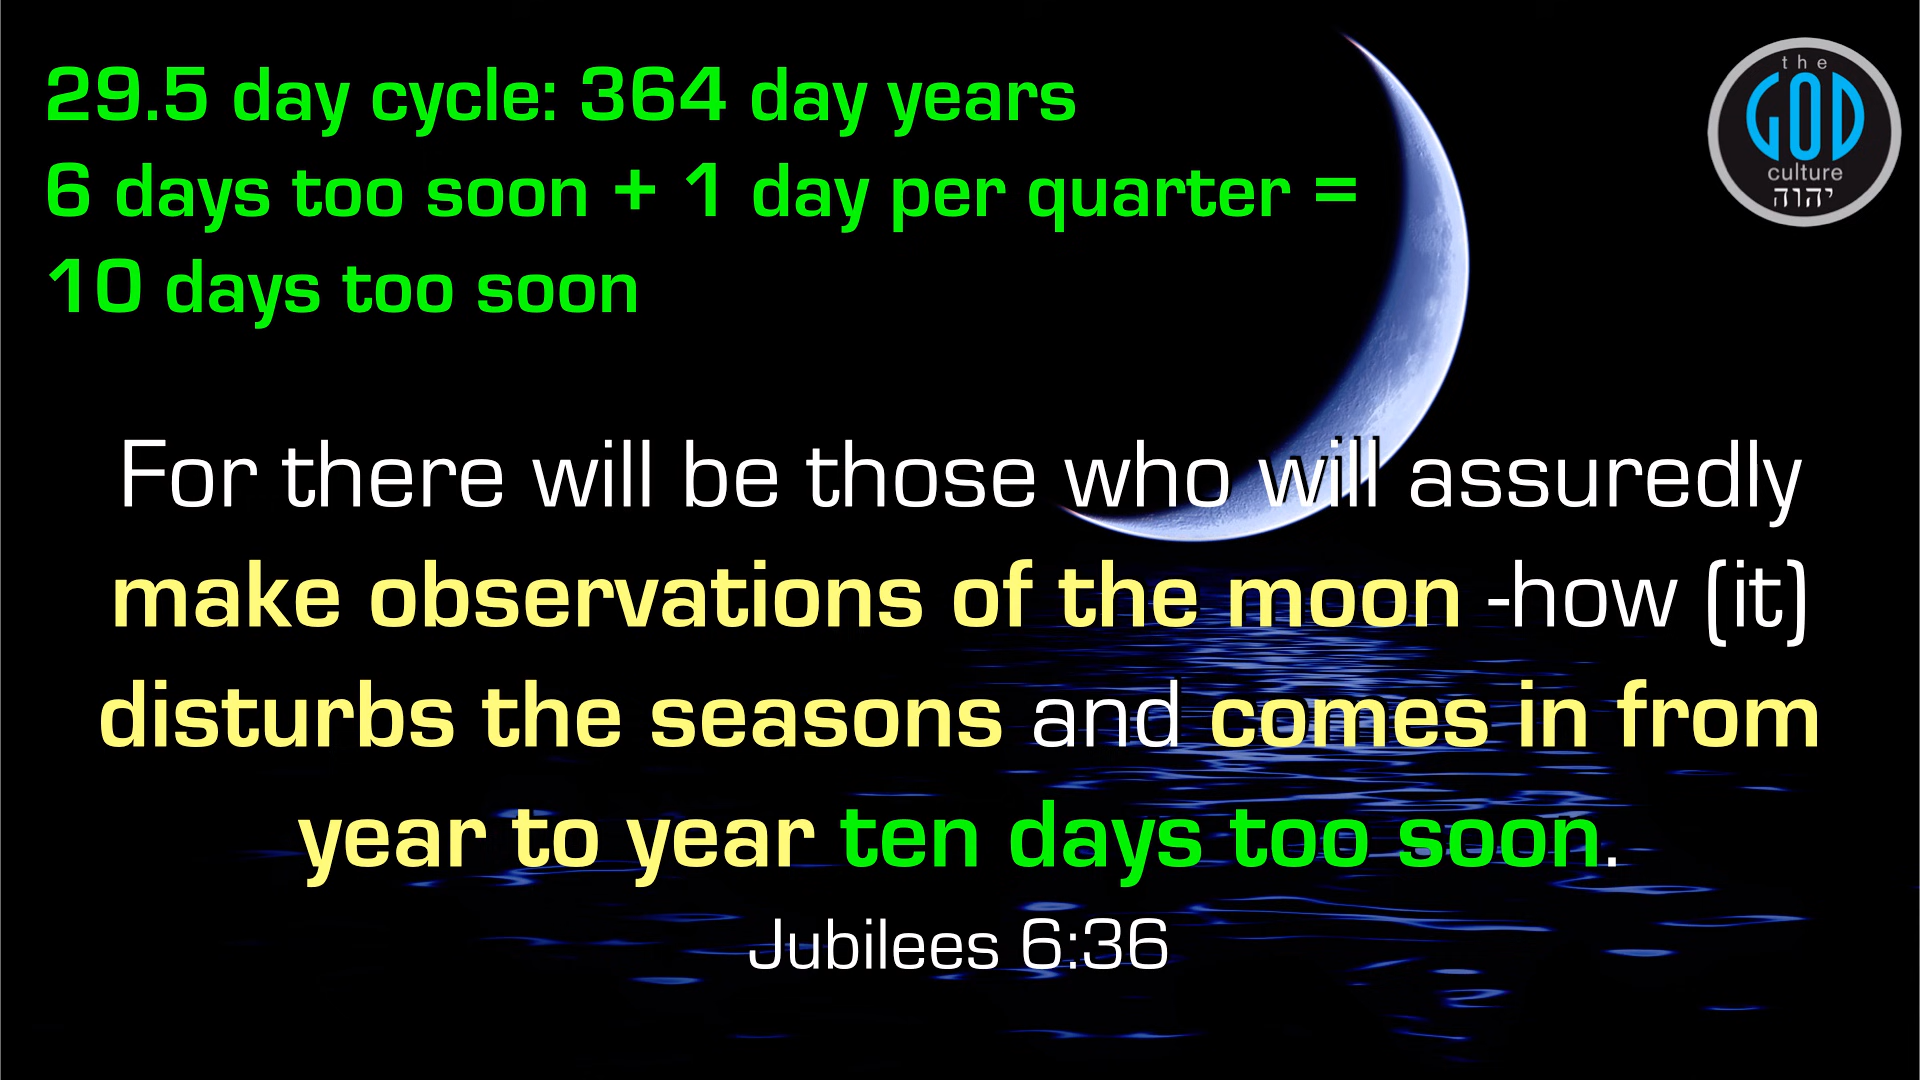 29.5 day cycle: 364 day years
6 days too soon + 1 day per quarter =
10 days too soon
the
GOD
culture
יהוה
For there will be those who will assuredly
make observations of the moon -how (it)
disturbs the seasons and comes in from
year to year ten days too soon.
Jubilees 6:36